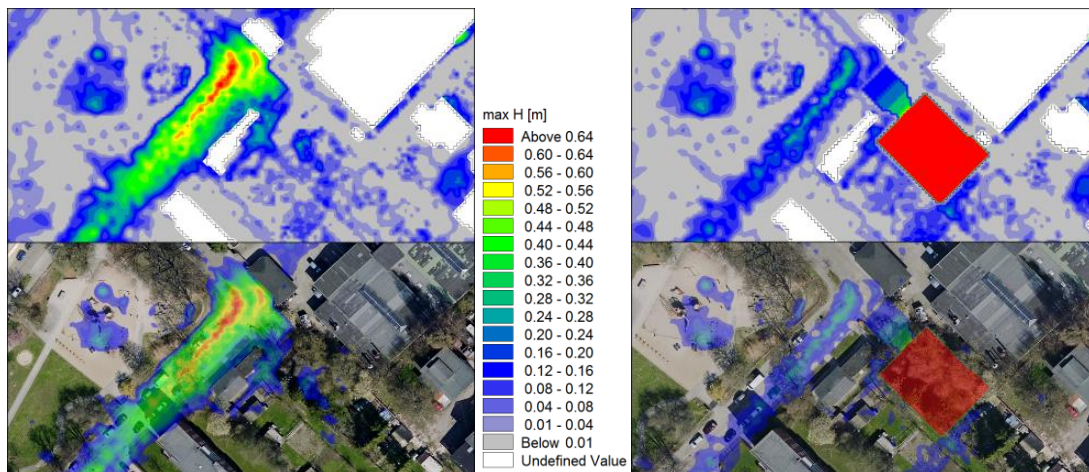 max H [m]
Above 0.64
0.60 - 0.64
0.56 - 0.60
0.52 - 0.56
0.48 - 0.52
0.44 - 0.48
0.40 - 0.44
0.36 - 0.40
0.32 - 0.36
0.28 - 0.32
0.24 - 0.28
0.20 - 0.24
0.16 - 0.20
0.12 - 0.16
0.08 - 0.12
0.04 - 0.08
0.01 - 0.04
Below 0.01
Undefined Value